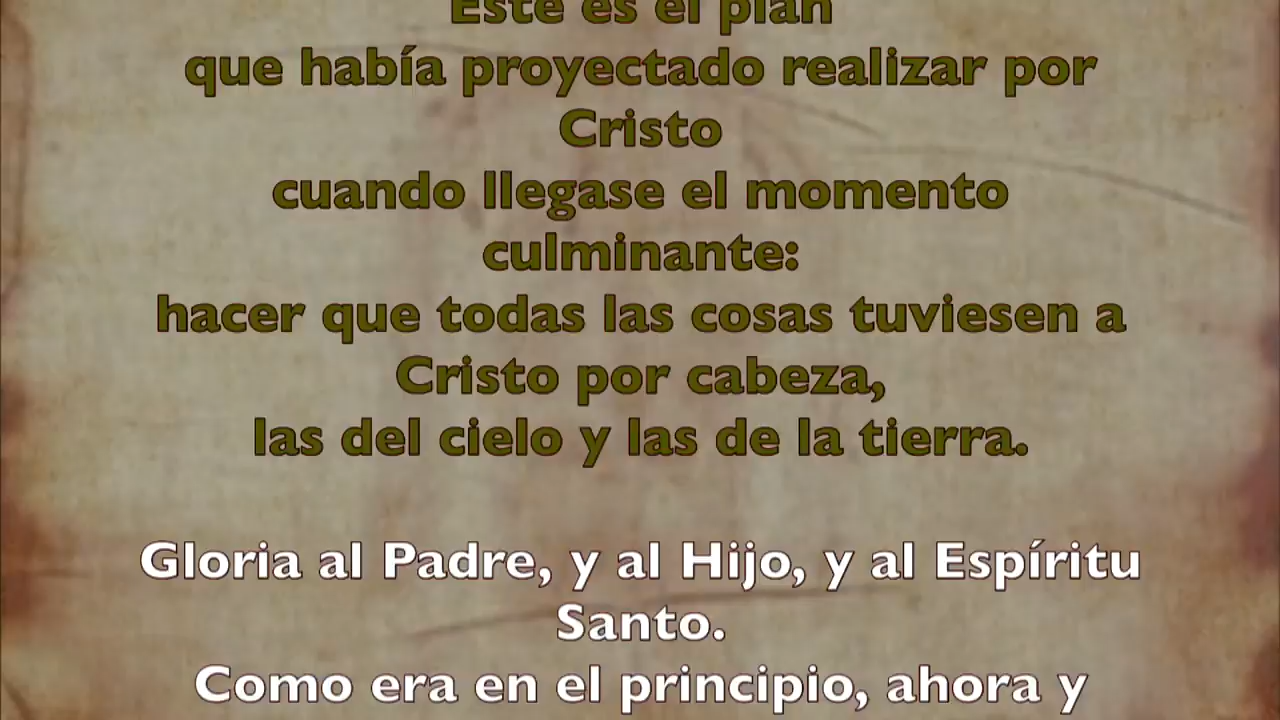 Este es el plan
que había proyectado realizar por
Cristo
cuando llegase el momento
culminante:
hacer que todas las cosas tuviesen a
Cristo por cabeza,
las del cielo y las de la tierra.
Gloria al Padre, y al Hijo, y al Espíritu
Santo.
Como era en el principio, ahora y